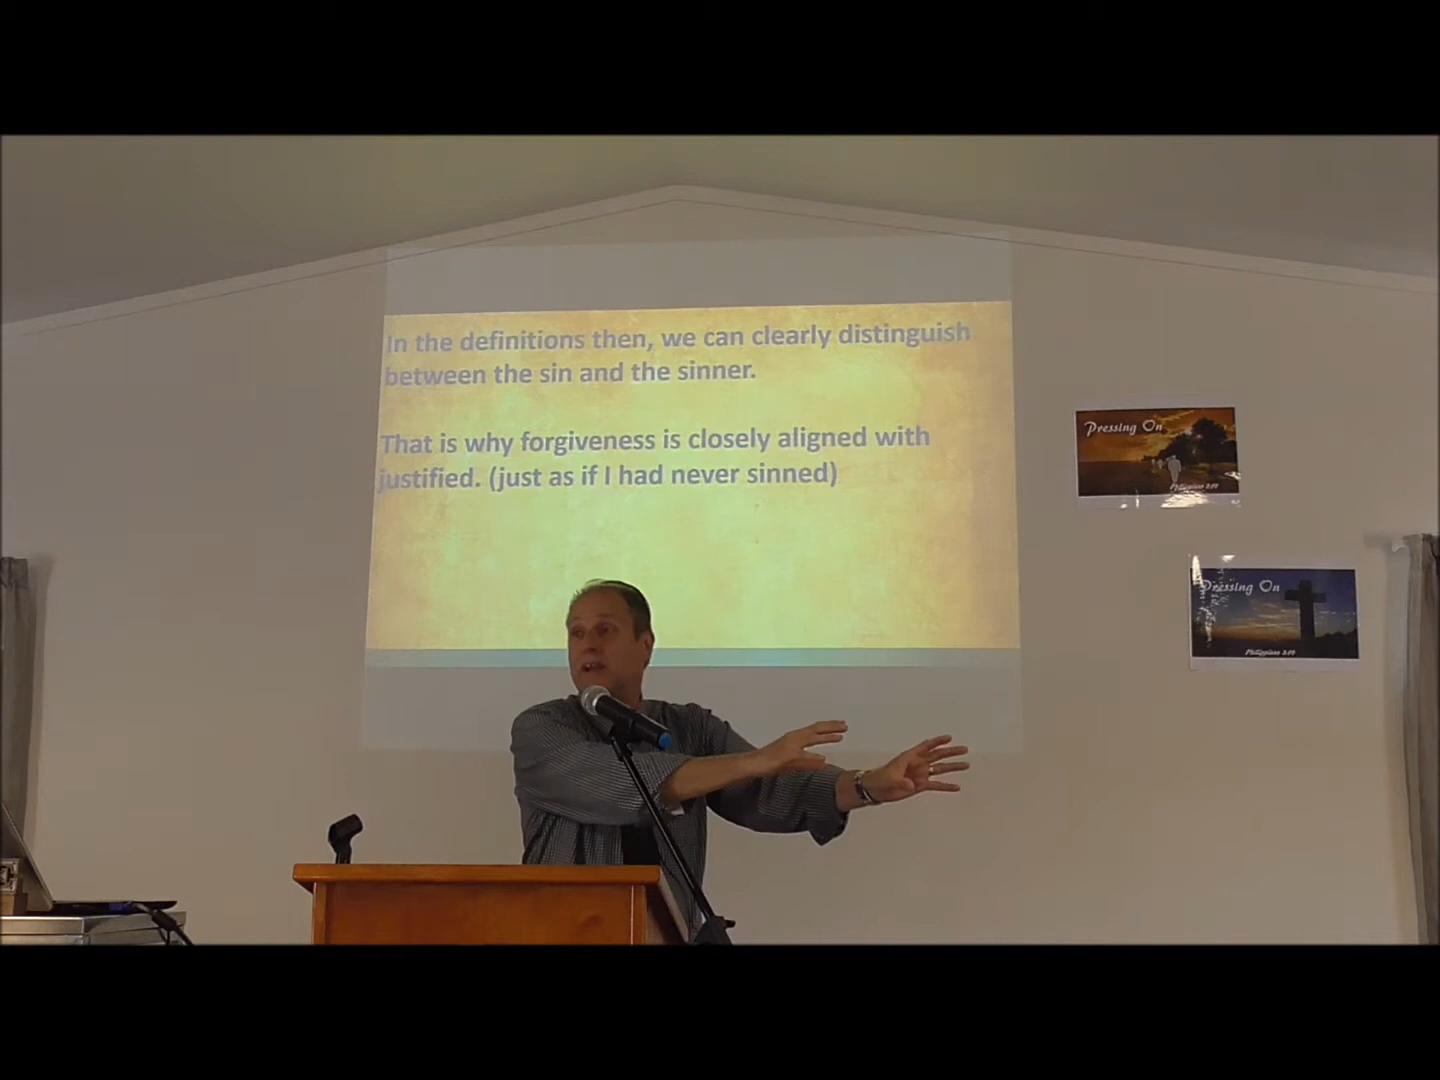 In the definitions then, we can clearly distinguish
between the sin and the sinner.
That is why forgiveness is closely aligned with
justified. (just as if I had never sinned)
Pressing On
Pressing On